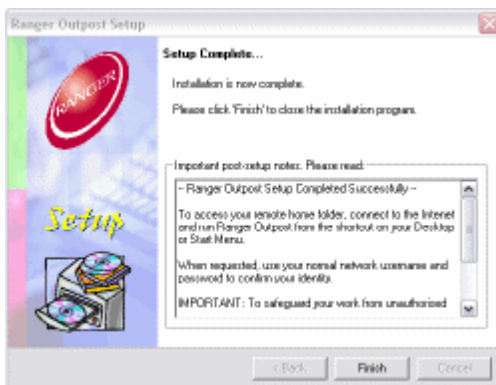 Ranger Outpost Setup
RANGER
Setup
Setup Complete...
Installation is now complete.
Please click 'Finish' to close the installation program.
Important post-setup notes. Please read:
-- Ranger Outpost Setup Completed Successfully --
To access your remote home folder, connect to the Internet
and run Ranger Outpost from the shortcut on your Desktop
or Start Menu.
When requested, use your normal network username and
password to confirm your identity.
IMPORTANT: To safeguard your work from unauthorised
< Back
Finish
Cancel